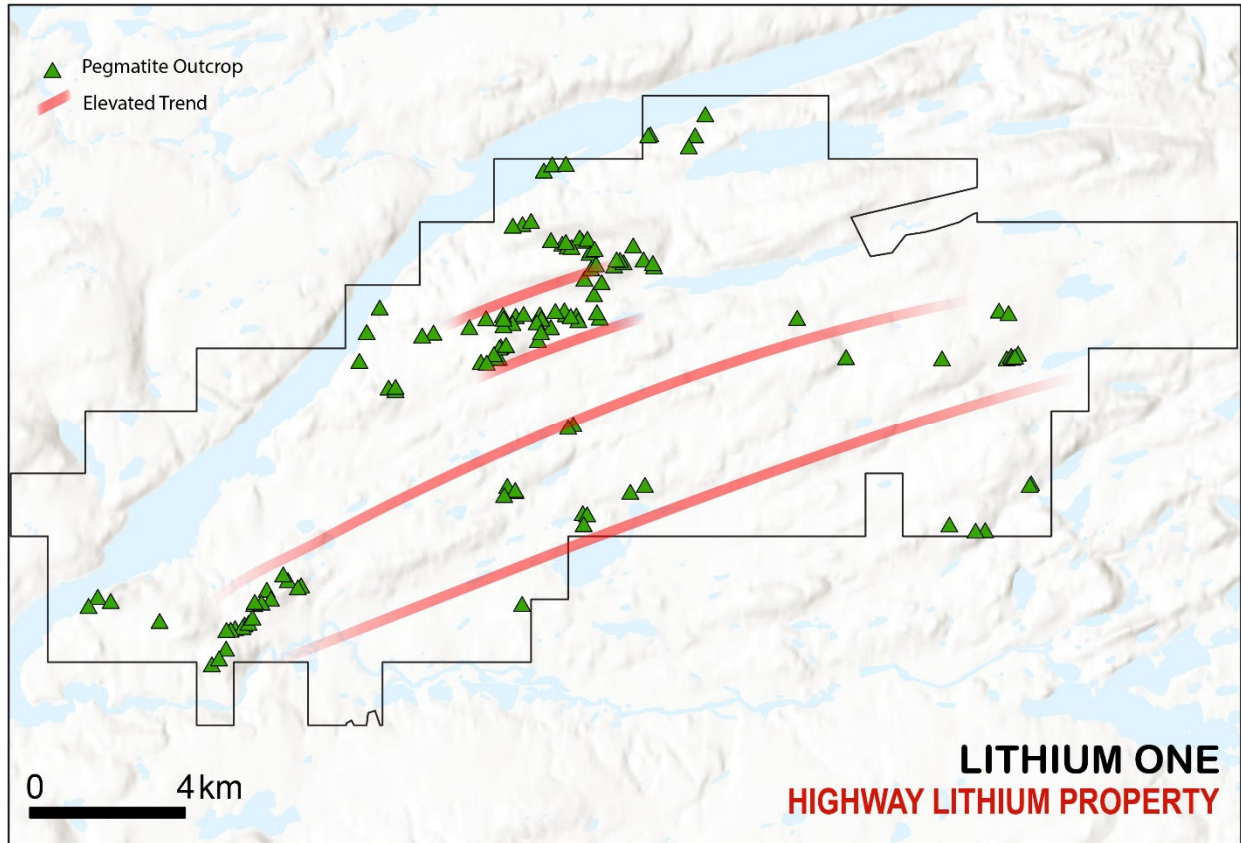 Pegmatite Outcrop
Elevated Trend
LITHIUM ONE
HIGHWAY LITHIUM PROPERTY
0 4 km